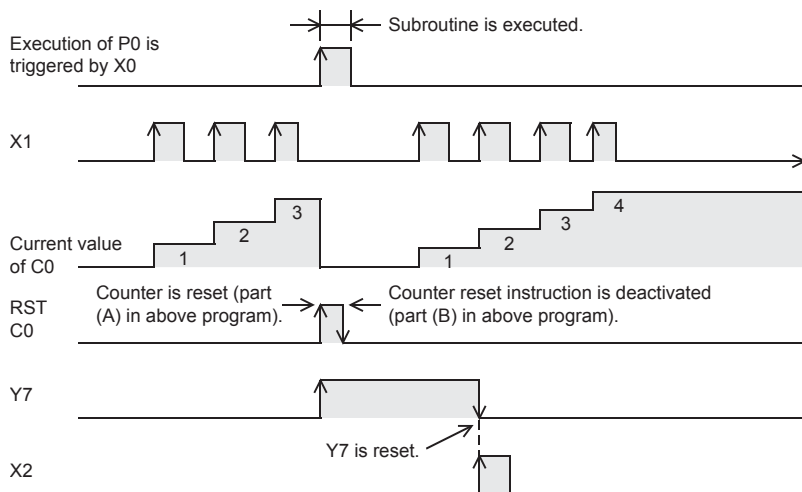 Subroutine is executed.
Execution of P0 is
triggered by X0
X1
3
4
2
3
2
1
1
Current value
of C0
Counter is reset (part
(A) in above program).
Counter reset instruction is deactivated
(part (B) in above program).
RST
C0
Y7
Y7 is reset.
X2